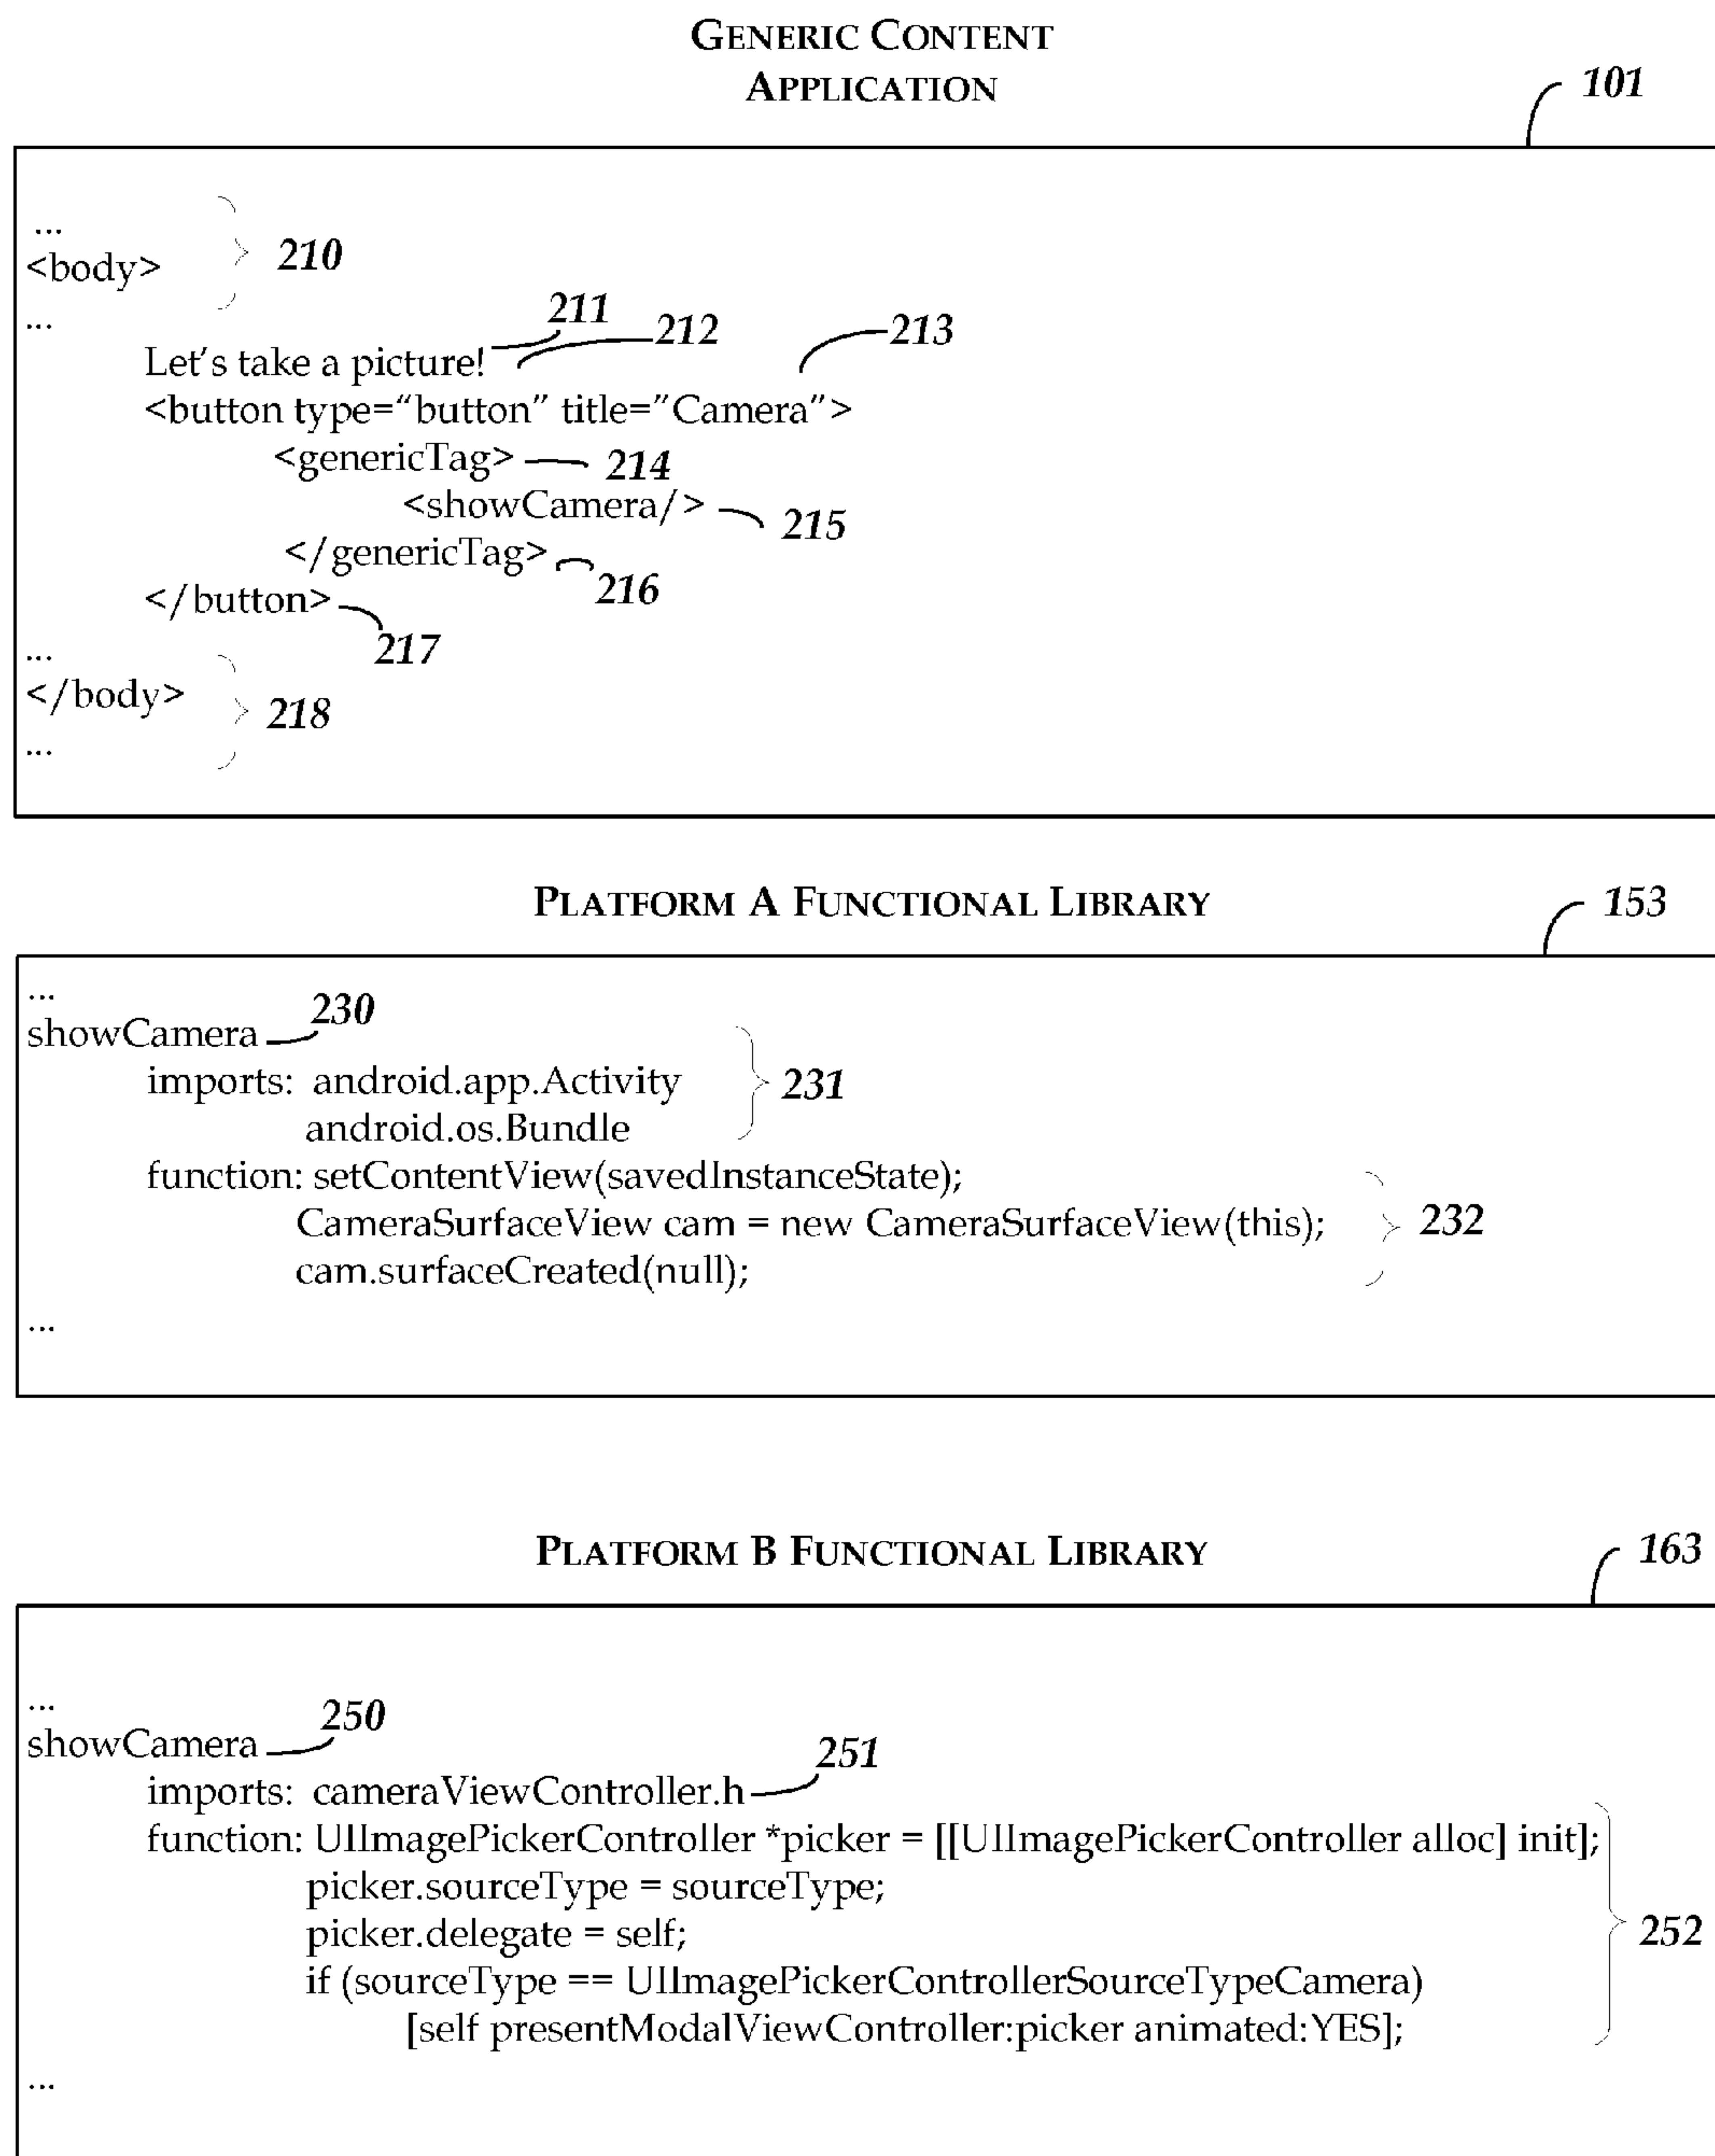 GENERIC CONTENT
APPLICATION
101
...
<body>
210
...
211
212
213
Let's take a picture!
<button type="button" title="Camera">
<genericTag>
214
<showCamera/>
215
</genericTag>
216
</button>
217
...
</body>
218
...
PLATFORM A FUNCTIONAL LIBRARY
153
...
showCamera
230
imports: android.app.Activity
231
android.os.Bundle
function: setContentView(savedInstanceState);
CameraSurfaceView cam = new CameraSurfaceView(this);
232
cam.surfaceCreated(null);
...
PLATFORM B FUNCTIONAL LIBRARY
163
...
showCamera
250
251
imports: cameraViewController.h
function: UIImagePickerController *picker = [[UIImagePickerController alloc] init];
picker.sourceType = sourceType;
picker.delegate = self;
252
if (sourceType == UIImagePickerControllerSourceTypeCamera)
[self presentModalViewController:picker animated:YES];
...